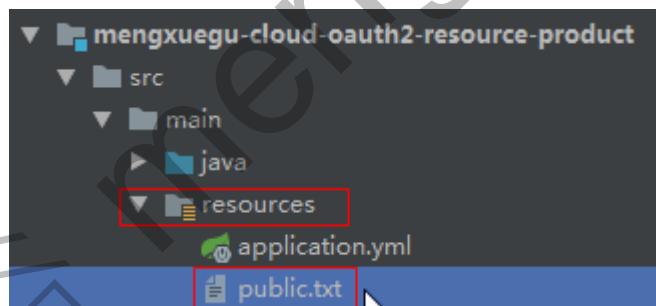 mengxuegu-cloud-oauth2-resource-product
src
main
java
resources
application.yml
public.txt